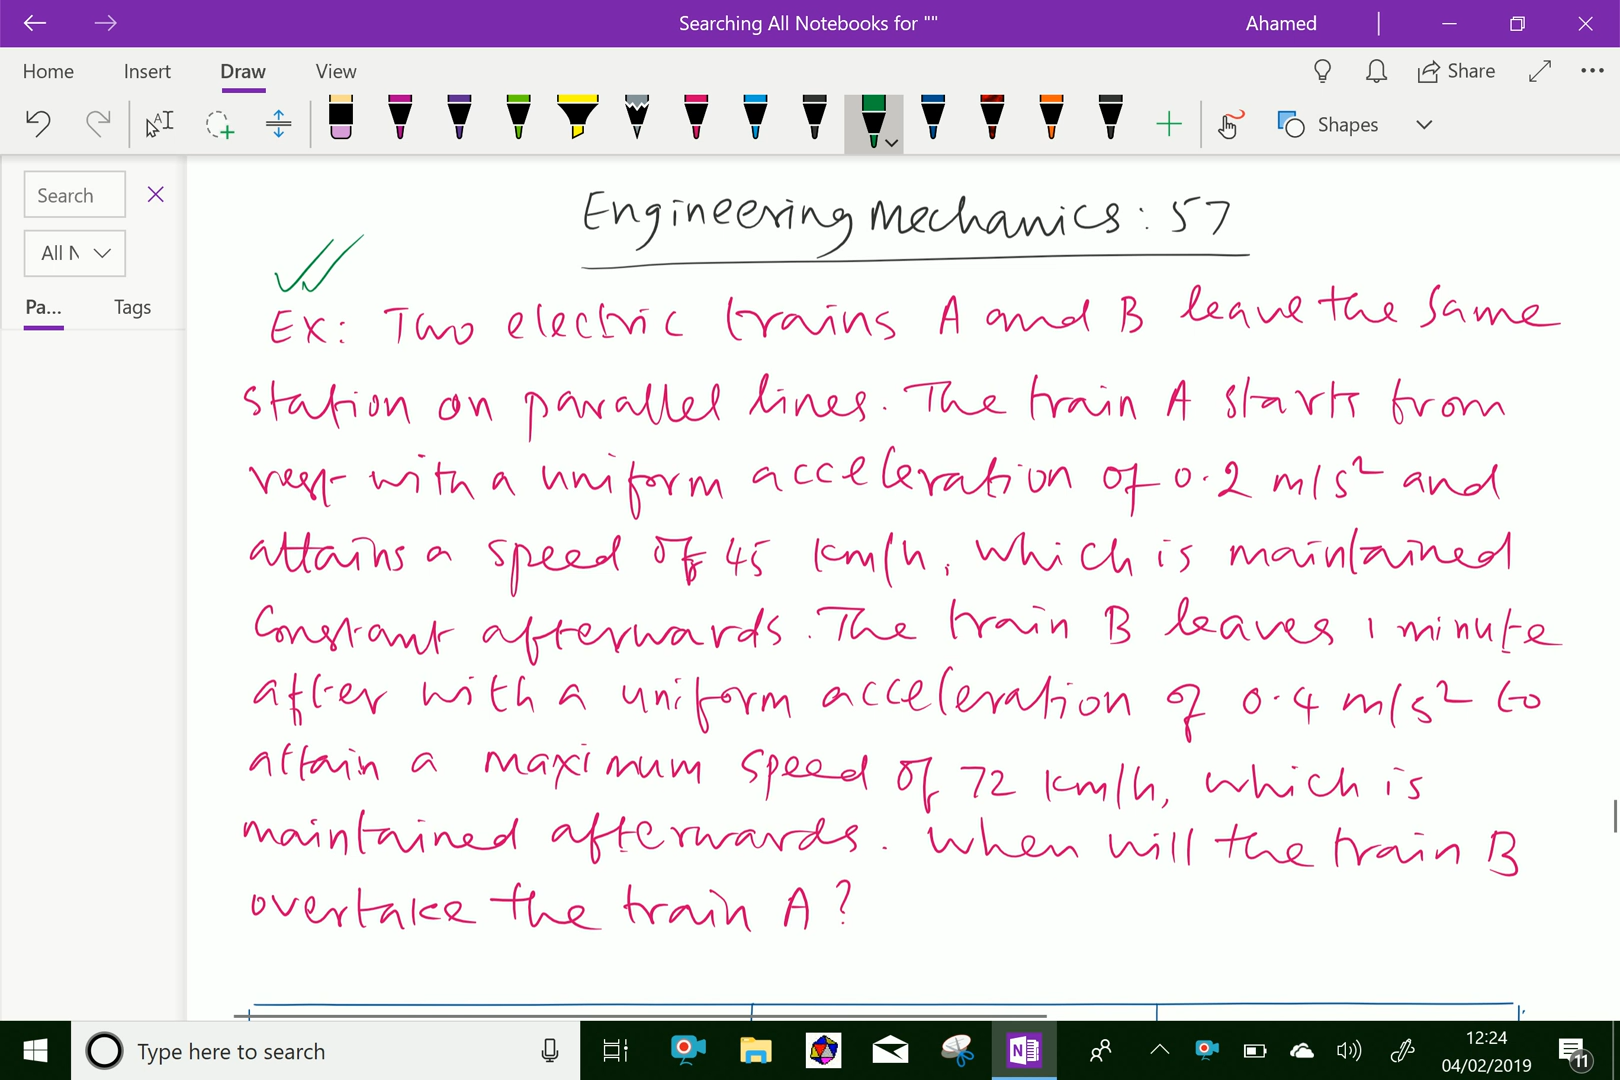 Searching All Notebooks for ""
Ahamed
Home Insert Draw View
Share
Shapes
Search
All N
Pa... Tags
Engineering Mechanics: 57
Ex: Two electric trains A and B leave the same
station on parallel lines. The train A starts from
rest with a uniform acceleration of 0.2 m/s² and
attains a speed of 45 km/h, which is maintained
Constant afterwards. The train B leaves 1 minute
after with a uniform acceleration of 0.4 m/s² to
attain a maximum speed of 72 km/h, which is
maintained afterwards. When will the train B
overtake the train A?
Type here to search
12:24
04/02/2019
11